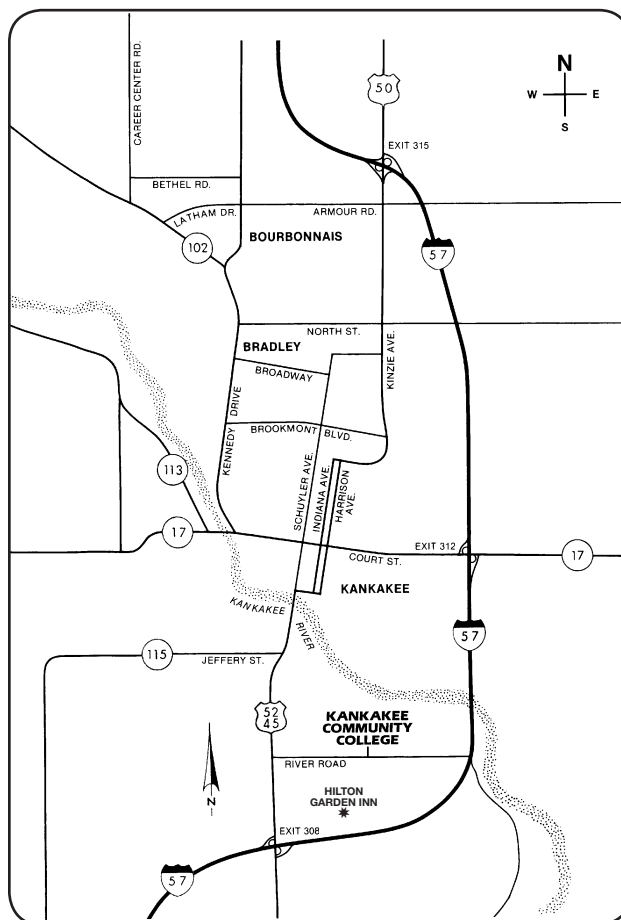 CAREER CENTER RD.
50
N
W E
S
EXIT 315
BETHEL RD.
LATHAM DR.
ARMOUR RD.
102
BOURBONNAIS
57
NORTH ST.
BRADLEY
BROADWAY
KINZIE AVE.
KENNEDY DRIVE
BROOKMONT BLVD.
113
SCHUYLER AVE.
INDIANA AVE.
HARRISON
AVE.
17
EXIT 312
COURT ST.
17
KANKAKEE
KANKAKEE RIVER
57
115
JEFFERY ST.
52
45
KANKAKEE
COMMUNITY
COLLEGE
RIVER ROAD
HILTON
GARDEN INN
N
EXIT 308
57